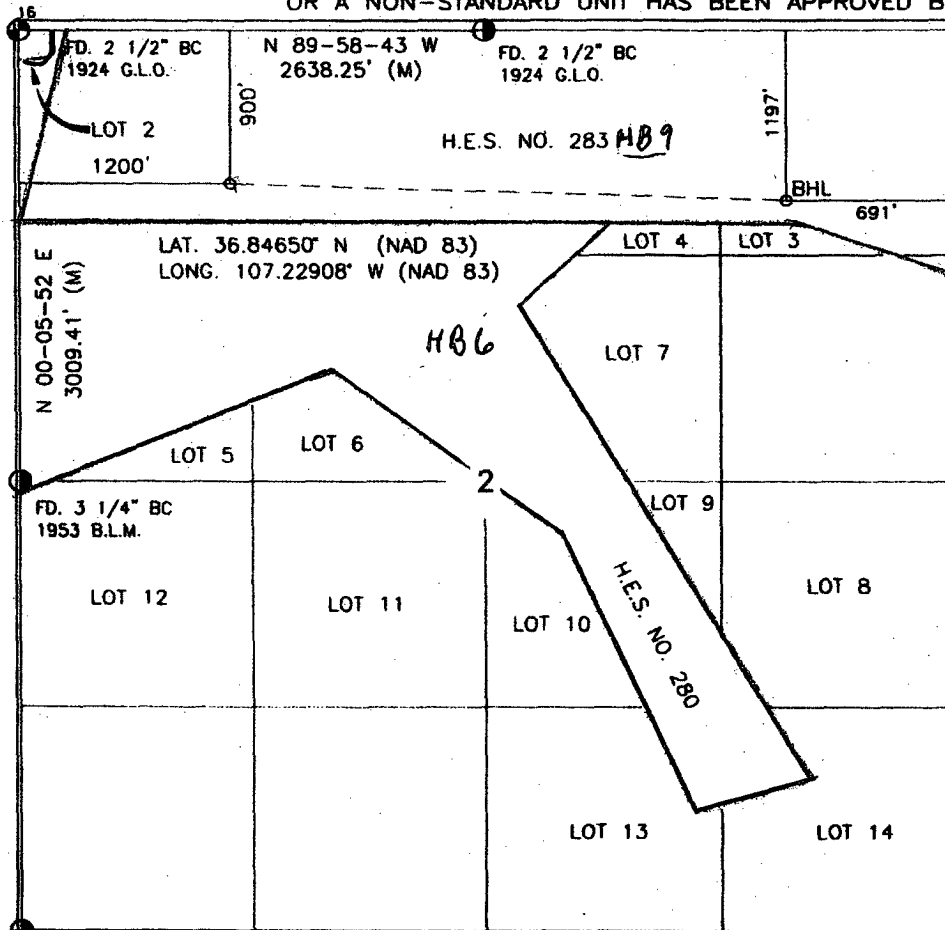 OR A NON-STANDARD UNIT HAS BEEN APPROVED B
16
FD. 2 1/2" BC
1924 G.L.O.
N 89-58-43 W
2638.25' (M)
FD. 2 1/2" BC
1924 G.L.O.
LOT 2
900'
1197'
H.E.S. NO. 283 HB9
1200'
BHL
691'
LAT. 36.84650° N (NAD 83)
LONG. 107.22908° W (NAD 83)
LOT 4
LOT 3
N 00-05-52 E
3009.41' (M)
HB6
LOT 7
LOT 5
LOT 6
2
FD. 3 1/4" BC
1953 B.L.M.
LOT 9
LOT 12
LOT 11
LOT 10
H.E.S. NO. 280
LOT 8
LOT 13
LOT 14